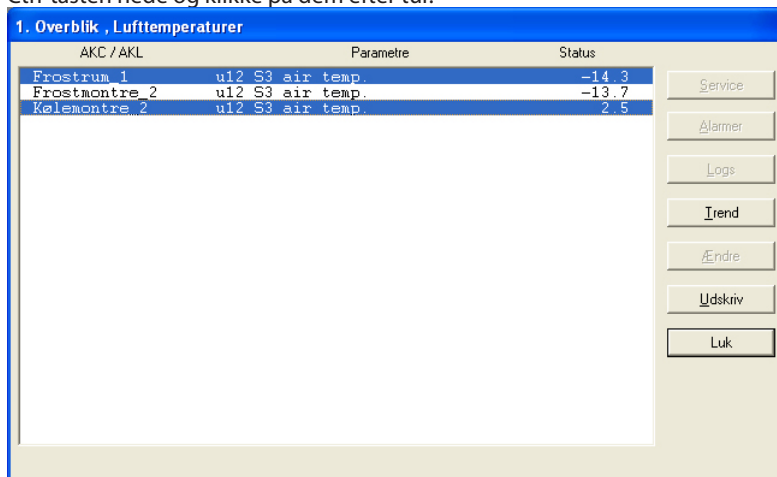 Ctrl-tasten nede og klikke på dem efter tur.
1. Overblik , Lufttemperaturer
AKC / AKL Parametre Status
Frostrum_1 u12 S3 air temp. -14.3
Frostmontre_2 u12 S3 air temp. -13.7
Kølemontre_2 u12 S3 air temp. 2.5
Service
Alarmer
Logs
Trend
Ændre
Udskriv
Luk